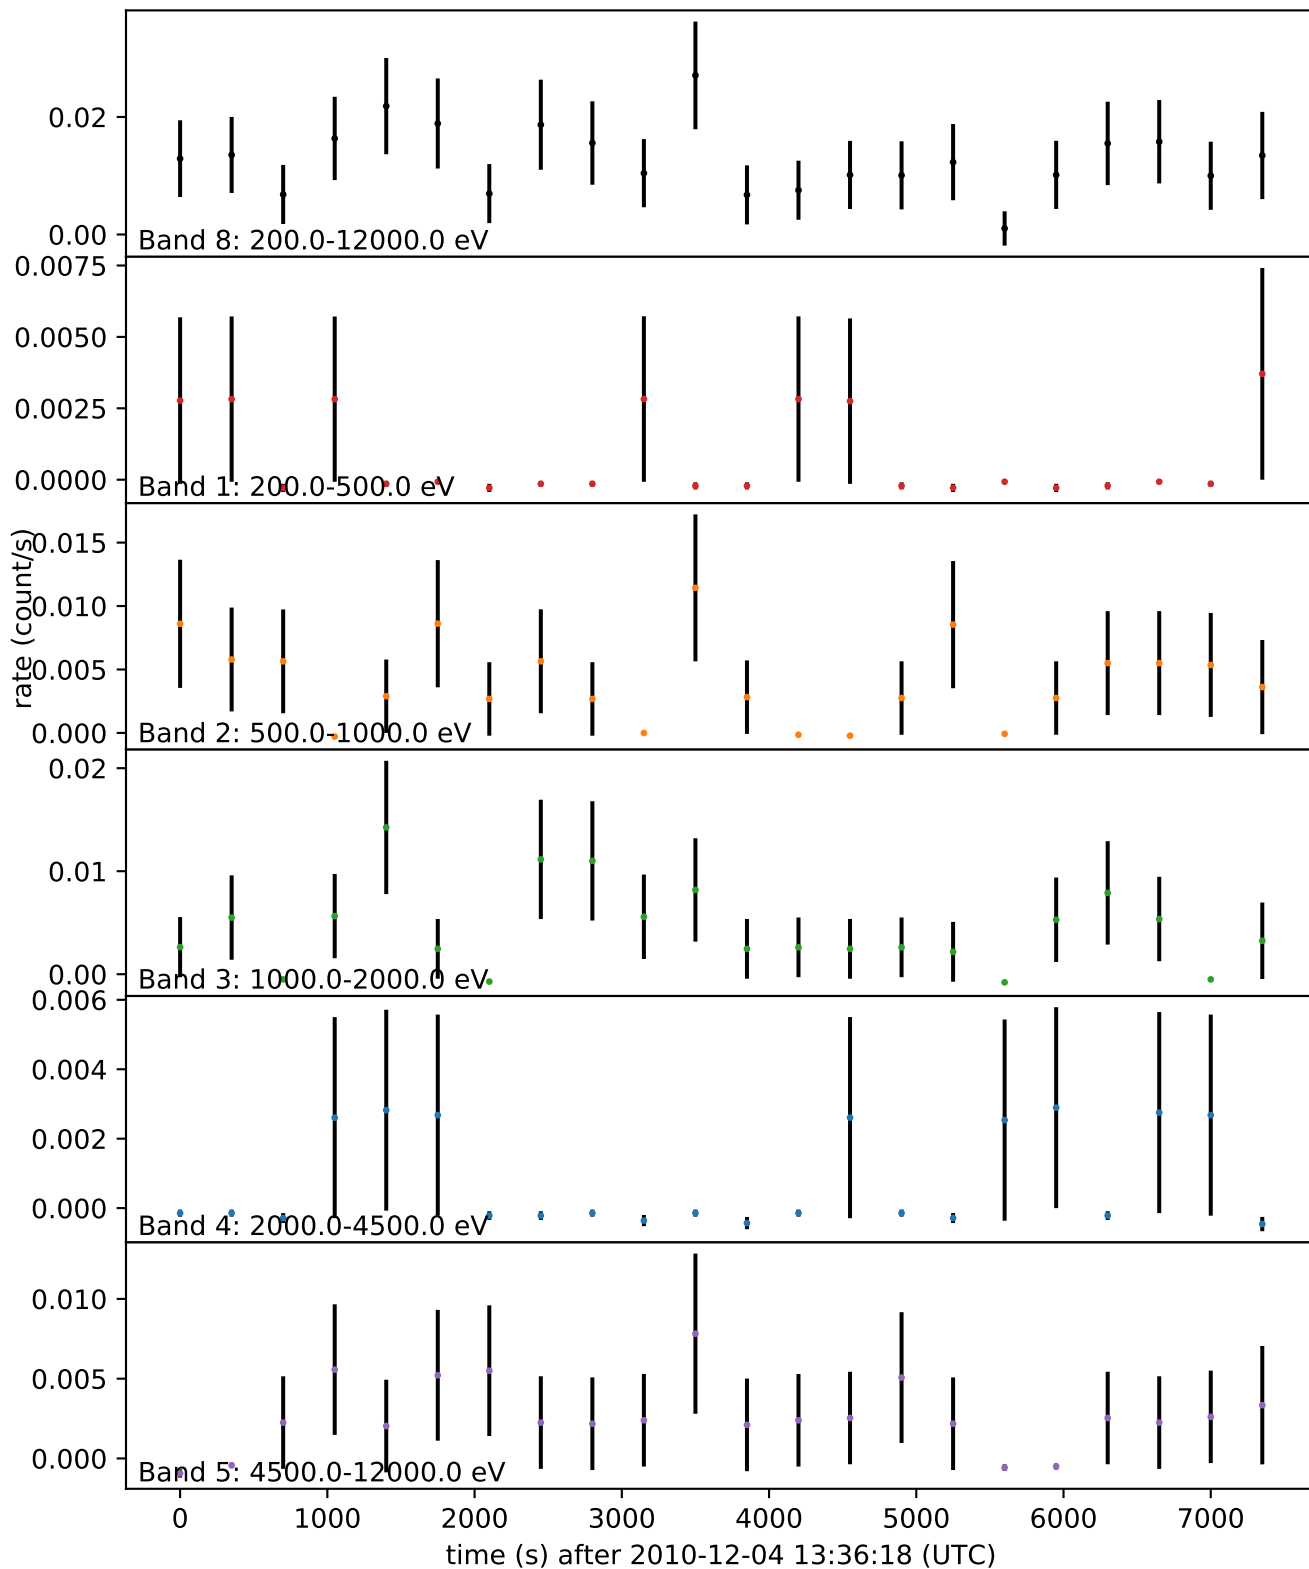 0.02
0.00
Band 8: 200.0-12000.0 eV
0.0075
0.0050
0.0025
0.0000
Band 1: 200.0-500.0 eV
rate (count/s)
0.015
0.010
0.005
0.000
Band 2: 500.0-1000.0 eV
0.02
0.01
0.00
Band 3: 1000.0-2000.0 eV
0.006
0.004
0.002
0.000
Band 4: 2000.0-4500.0 eV
0.010
0.005
0.000
Band 5: 4500.0-12000.0 eV
0 1000 2000 3000 4000 5000 6000 7000
time (s) after 2010-12-04 13:36:18 (UTC)